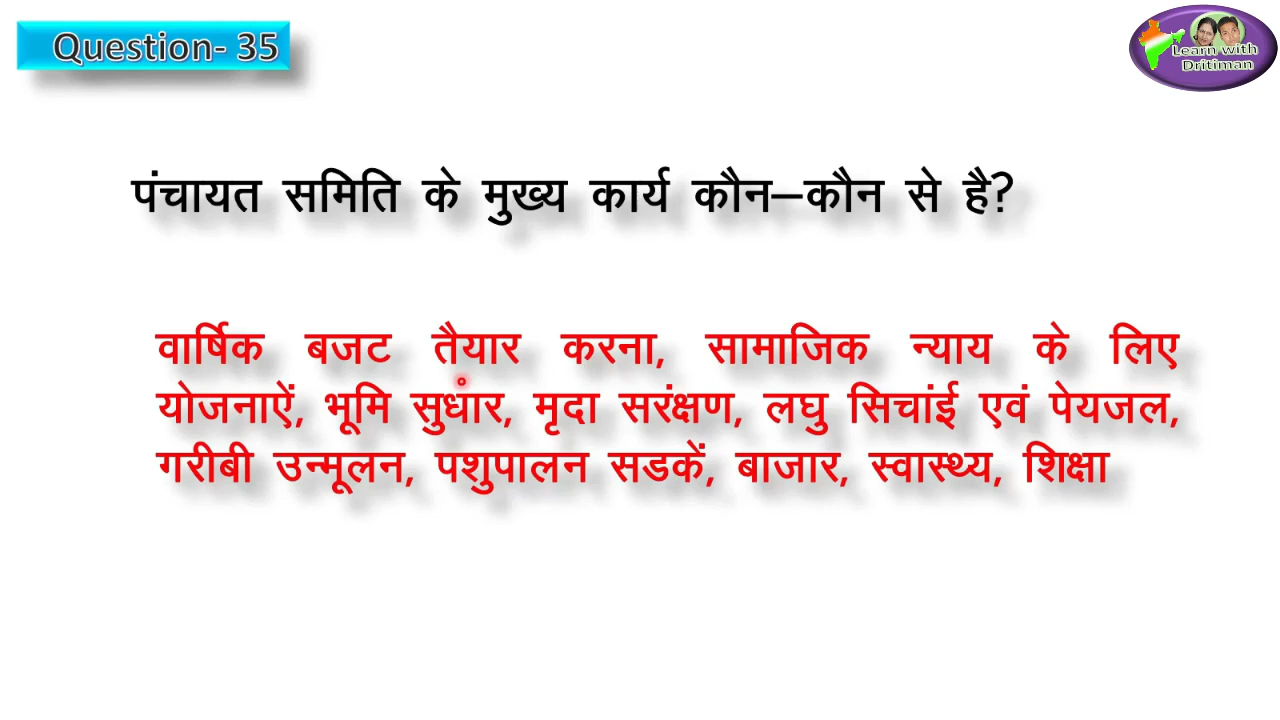 Question- 35
Learn with
Dritiman
पंचायत समिति के मुख्य कार्य कौन–कौन से है?
वार्षिक बजट तैयार करना, सामाजिक न्याय के लिए
योजनाऐं, भूमि सुधार, मृदा सरंक्षण, लघु सिचांई एवं पेयजल,
गरीबी उन्मूलन, पशुपालन सडकें, बाजार, स्वास्थ्य, शिक्षा